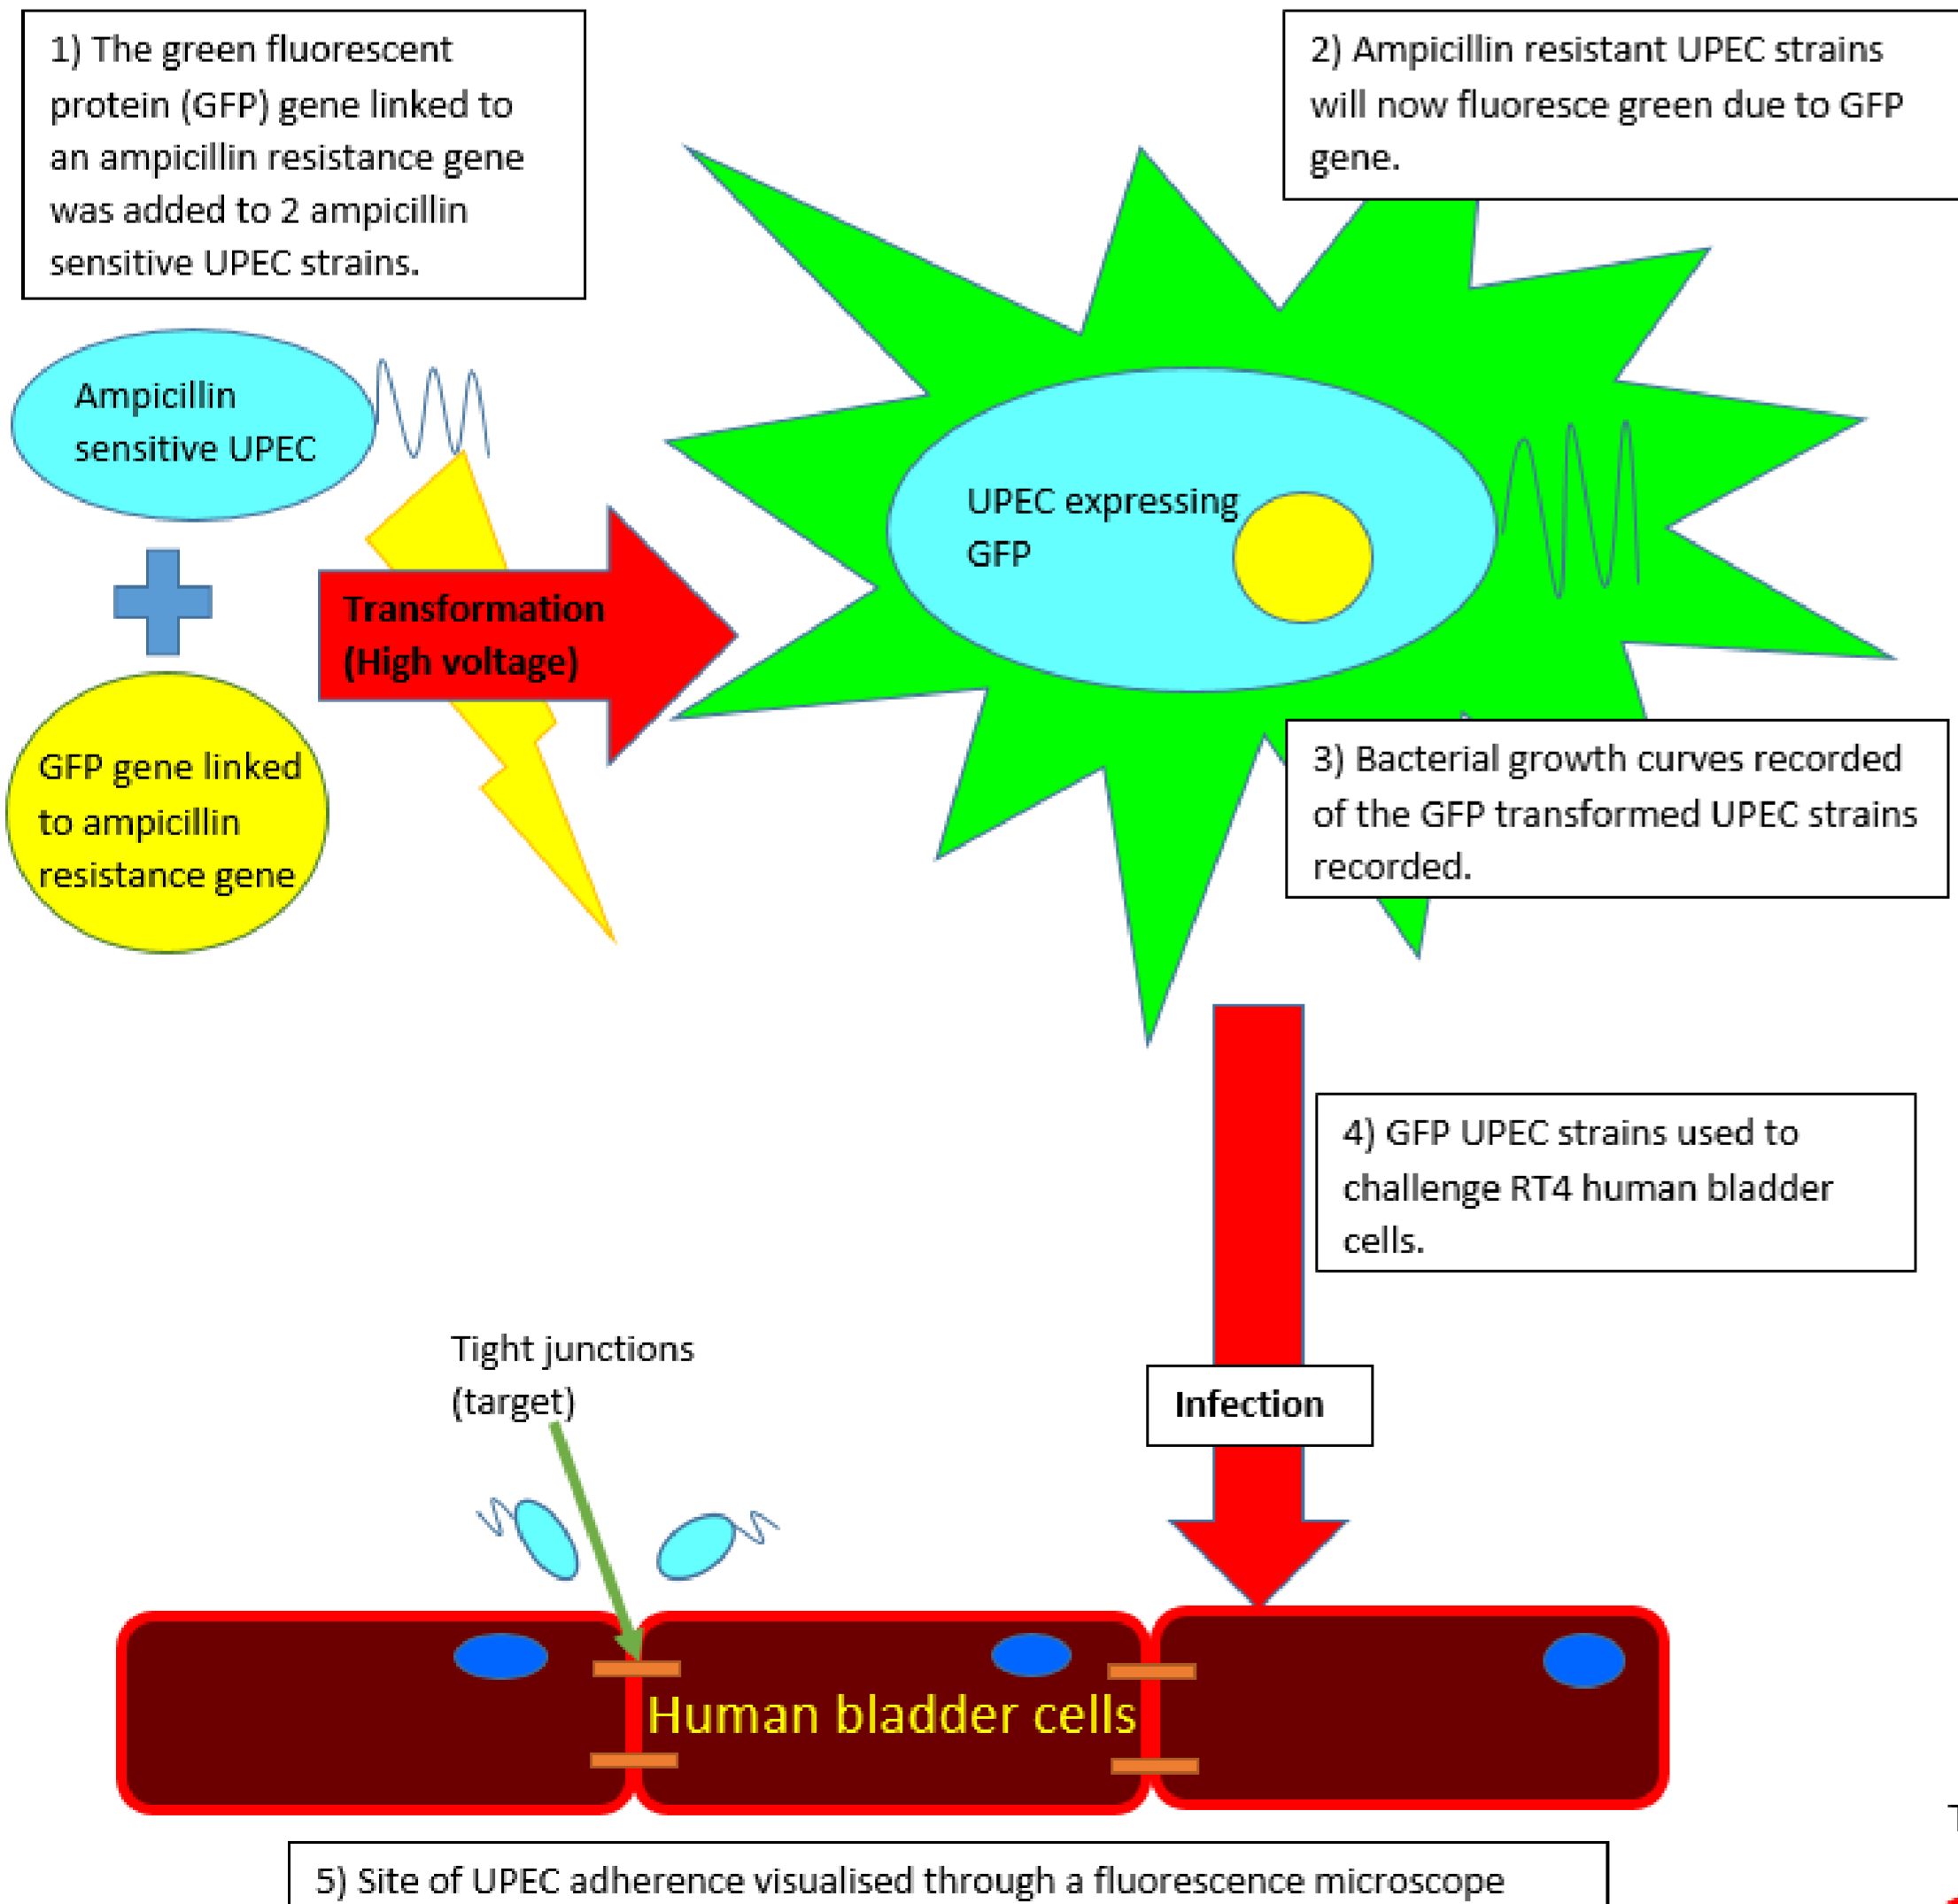 1) The green fluorescent
protein (GFP) gene linked to
an ampicillin resistance gene
was added to 2 ampicillin
sensitive UPEC strains.
2) Ampicillin resistant UPEC strains
will now fluoresce green due to GFP
gene.
Ampicillin
sensitive UPEC
UPEC expressing
GFP
Transformation
(High voltage)
GFP gene linked
to ampicillin
resistance gene
3) Bacterial growth curves recorded
of the GFP transformed UPEC strains
recorded.
4) GFP UPEC strains used to
challenge RT4 human bladder
cells.
Tight junctions
(target)
Infection
Human bladder cells
5) Site of UPEC adherence visualised through a fluorescence microscope